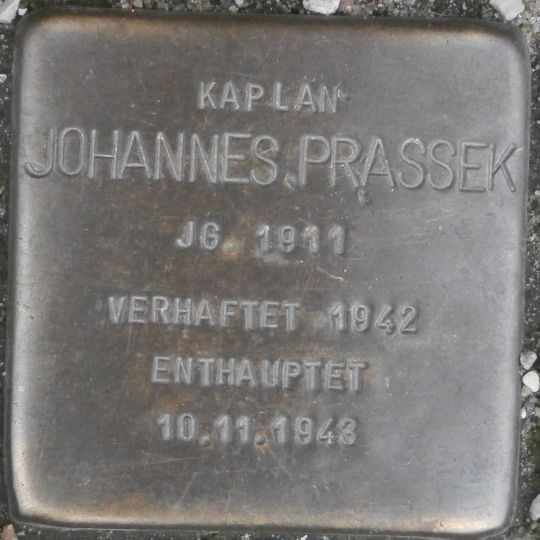 KAPLAN
JOHANNES PRASSEK
JG. 1911
VERHAFTET 1942
ENTHAUPTET
10.11.1943